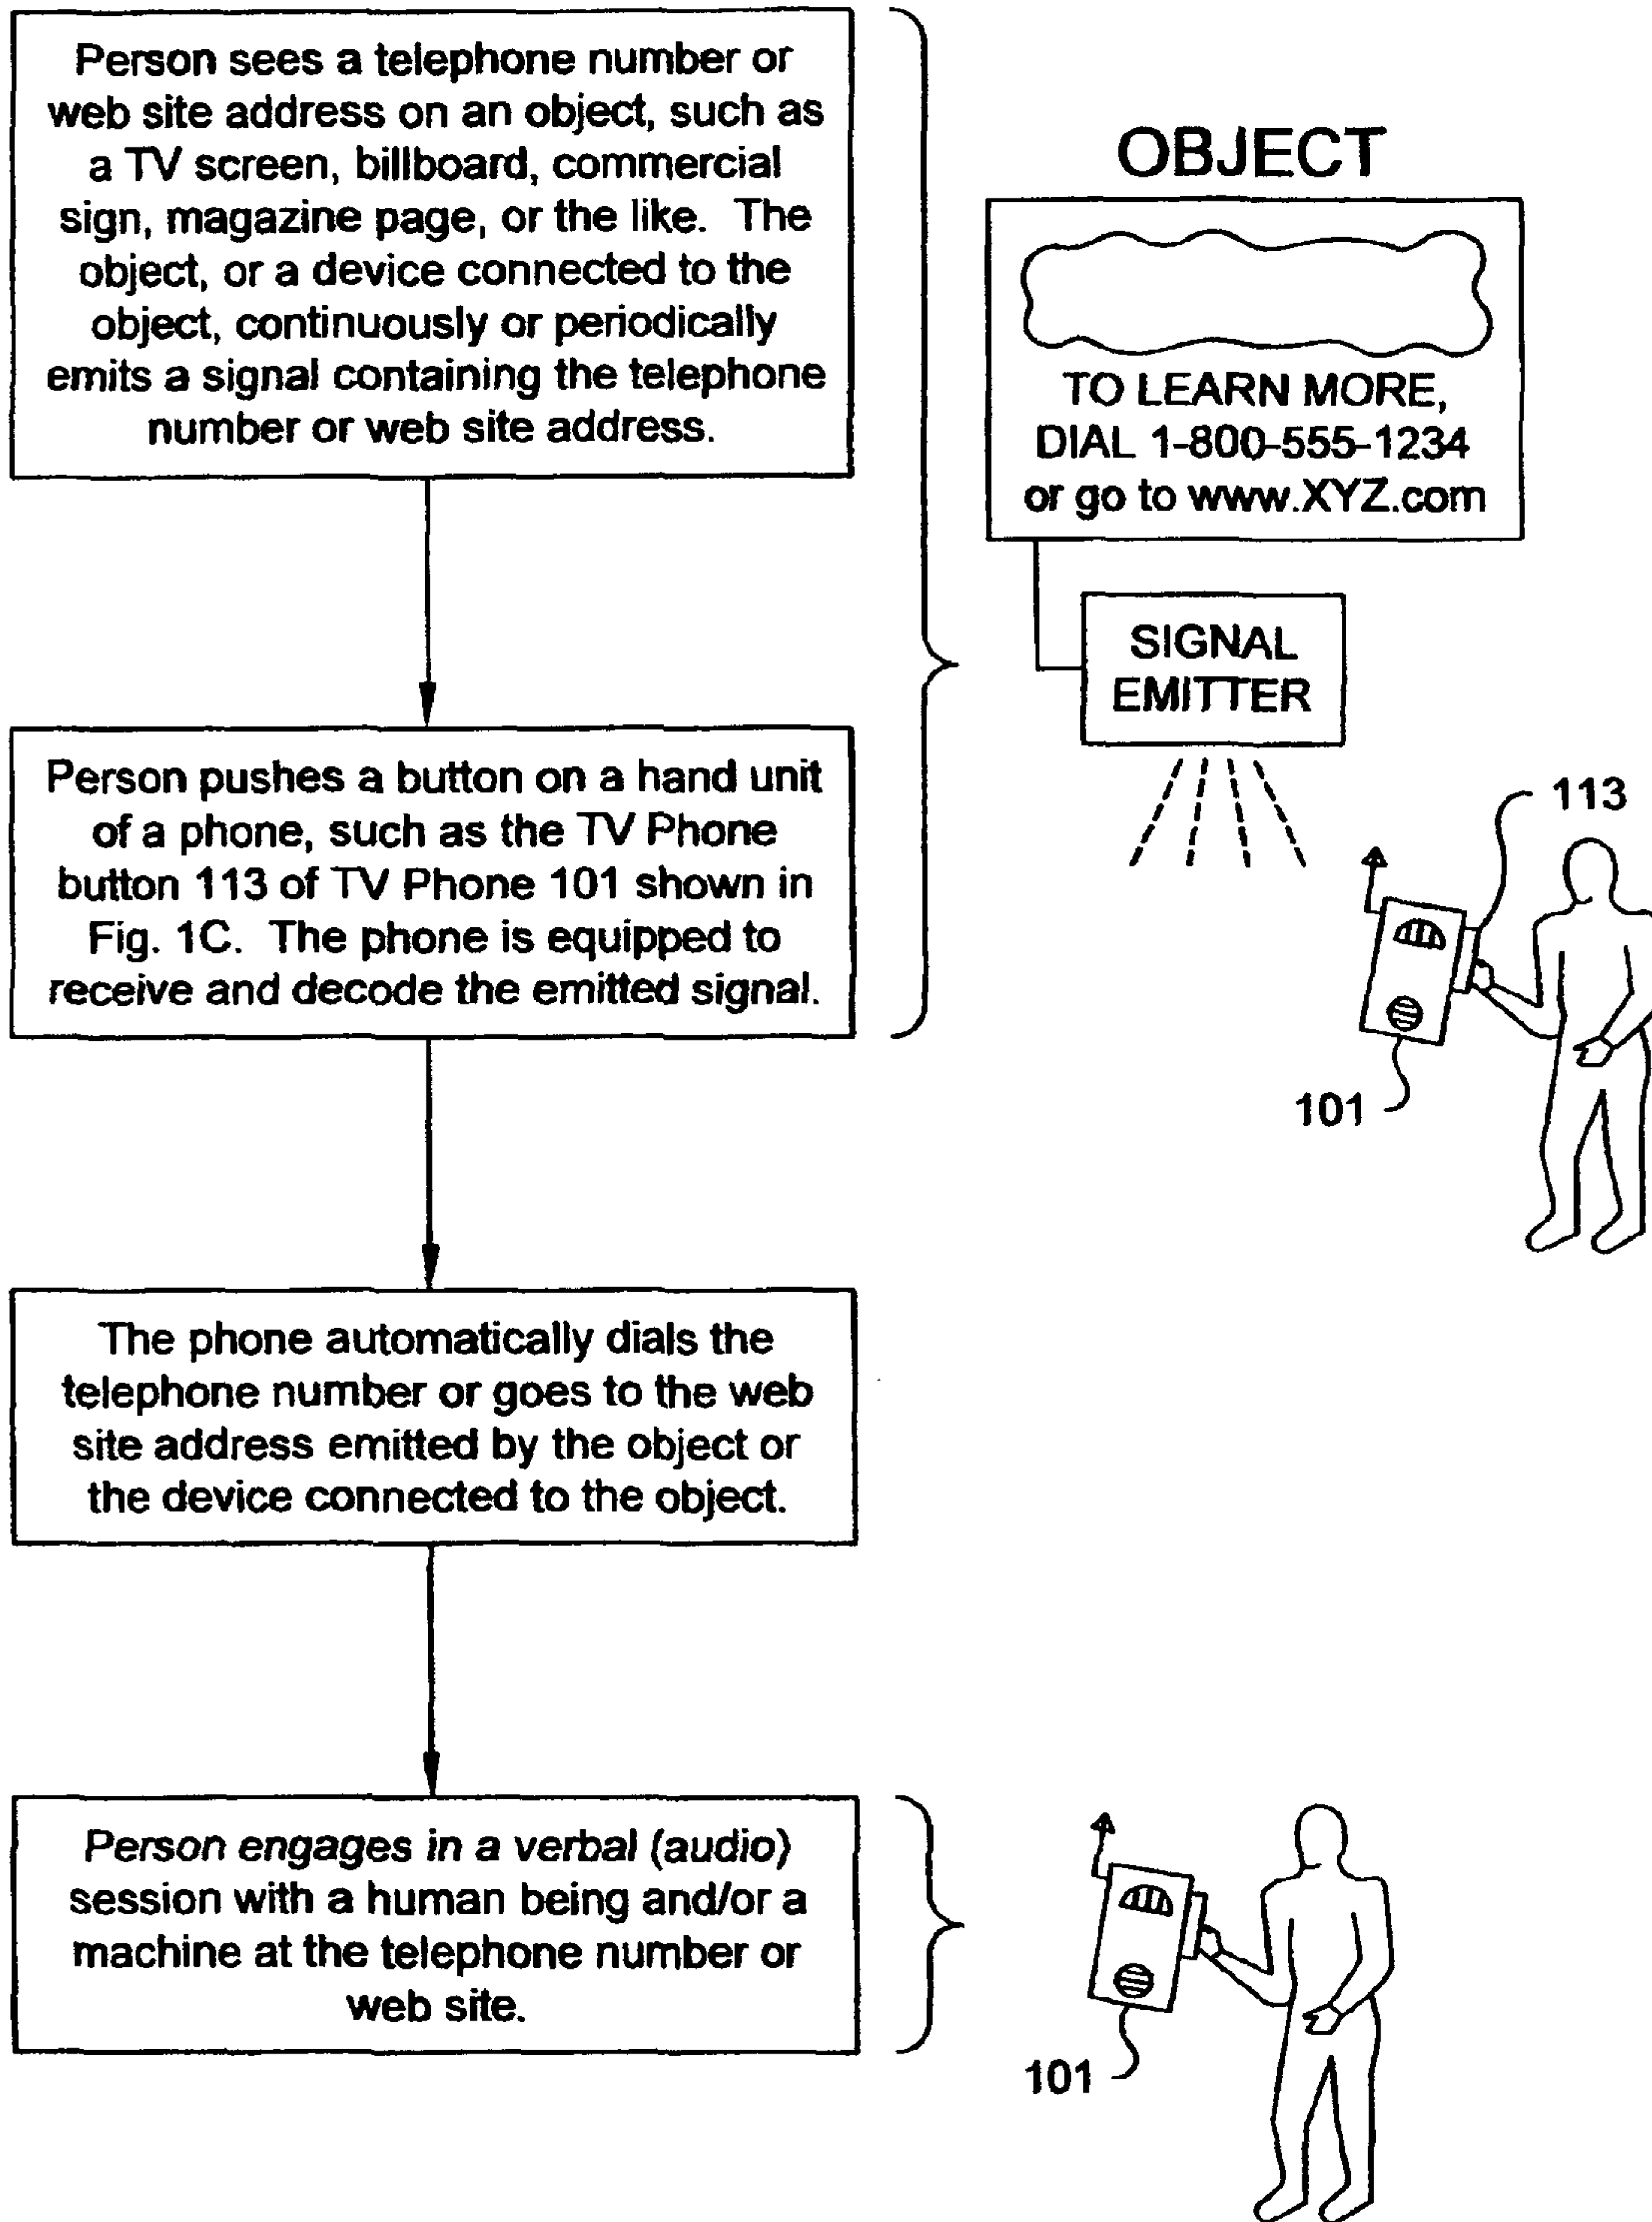 Person sees a telephone number or
web site address on an object, such as
a TV screen, billboard, commercial
sign, magazine page, or the like. The
object, or a device connected to the
object, continuously or periodically
emits a signal containing the telephone
number or web site address.
OBJECT
TO LEARN MORE,
DIAL 1-800-555-1234
or go to www.XYZ.com
SIGNAL
EMITTER
Person pushes a button on a hand unit
of a phone, such as the TV Phone
button 113 of TV Phone 101 shown in
Fig. 1C. The phone is equipped to
receive and decode the emitted signal.
113
101
The phone automatically dials the
telephone number or goes to the web
site address emitted by the object or
the device connected to the object.
Person engages in a verbal (audio)
session with a human being and/or a
machine at the telephone number or
web site.
101